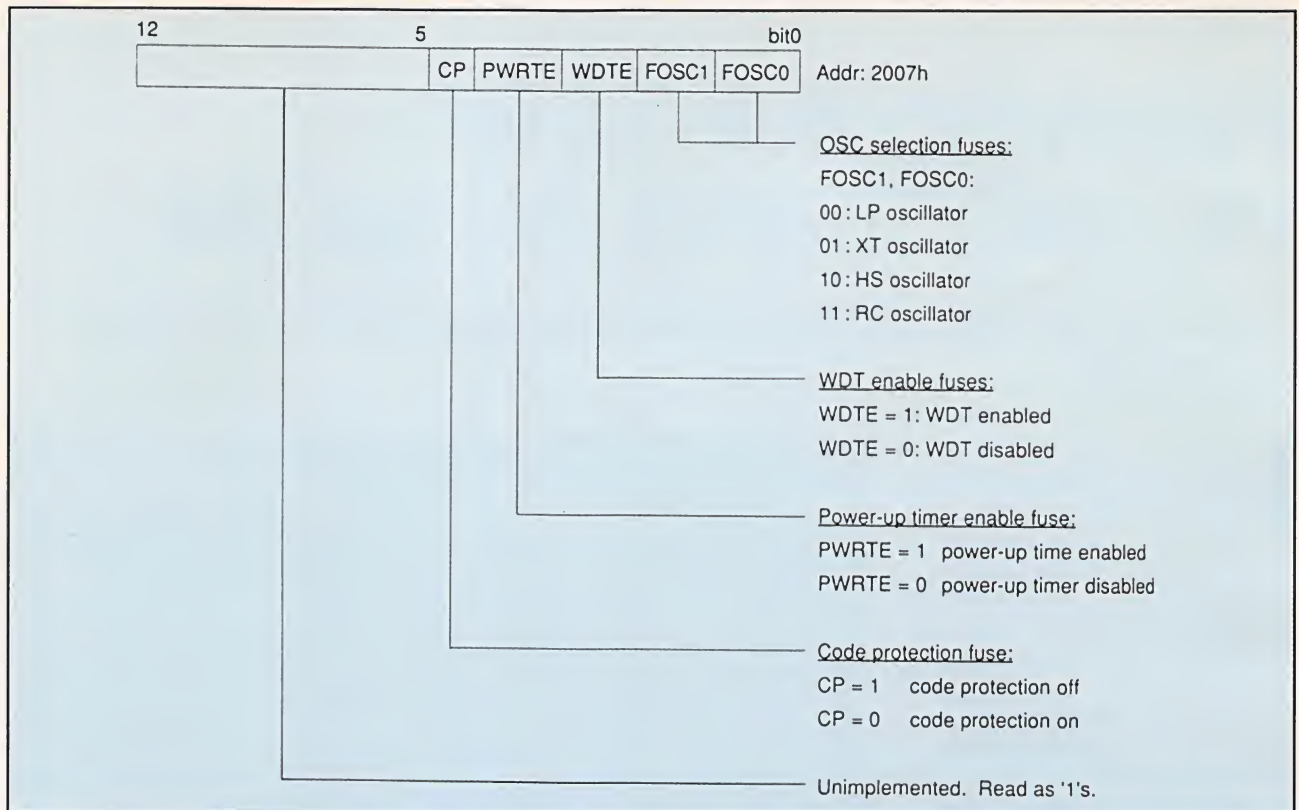 12 5 bit0
CP PWRTE WDTE FOSC1 FOSC0 Addr: 2007h
OSC selection fuses:
FOSC1, FOSC0:
00 : LP oscillator
01 : XT oscillator
10 : HS oscillator
11 : RC oscillator
WDT enable fuses:
WDTE = 1: WDT enabled
WDTE = 0: WDT disabled
Power-up timer enable fuse:
PWRTE = 1 power-up time enabled
PWRTE = 0 power-up timer disabled
Code protection fuse:
CP = 1 code protection off
CP = 0 code protection on
Unimplemented. Read as '1's.